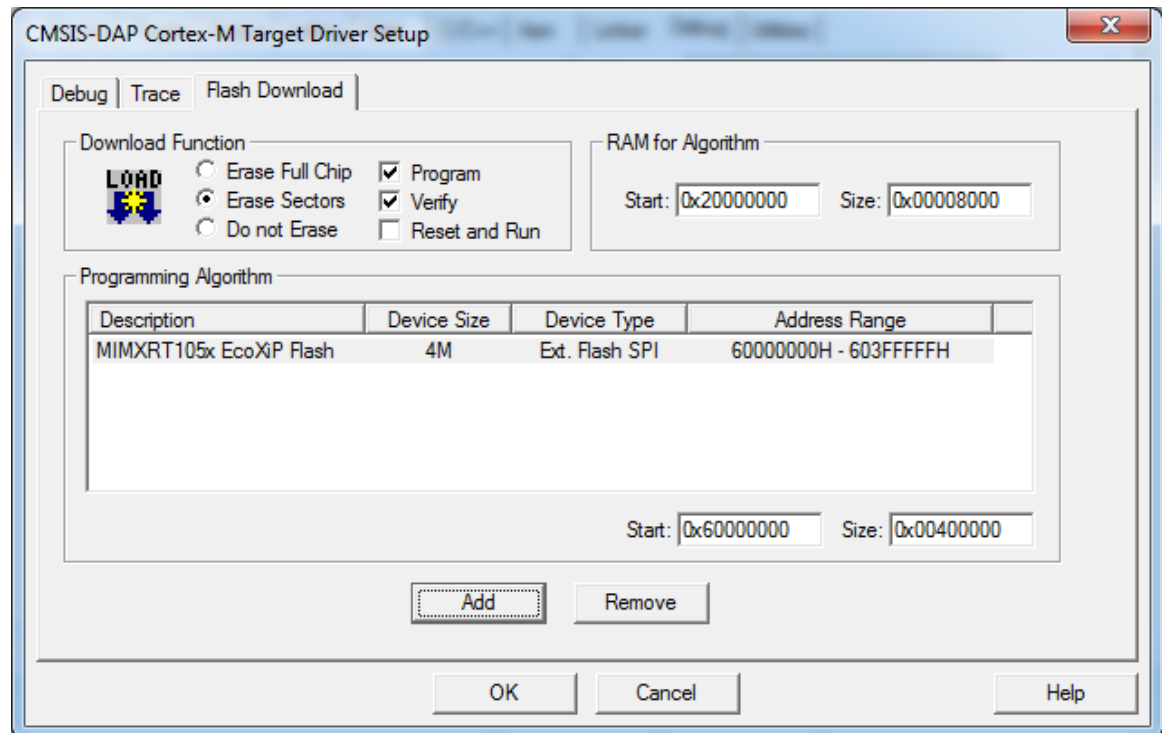 CMSIS-DAP Cortex-M Target Driver Setup
Debug Trace Flash Download
Download Function
LOAD
Erase Full Chip
Erase Sectors
Do not Erase
Program
Verify
Reset and Run
RAM for Algorithm
Start: 0x20000000 Size: 0x00008000
Programming Algorithm
Description Device Size Device Type Address Range
MIMXRT105x EcoXiP Flash 4M Ext. Flash SPI 60000000H - 603FFFFFH
Start: 0x60000000 Size: 0x00400000
Add Remove
OK Cancel Help